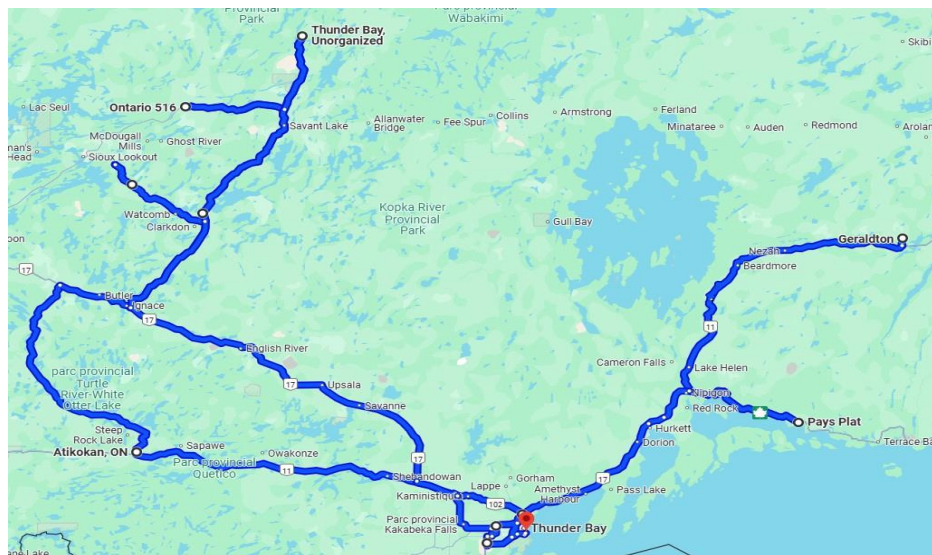 Provincial
Park
Parc provincial
Wabakimi
Thunder Bay,
Unorganized
Skibi
Lac Seul
Ontario 516
Savant Lake
Allanwater
Bridge
Fee Spur
Collins
Armstrong
Ferland
Minataree
Auden
Redmond
Arolan
McDougall
Mills
Ghost River
man's
Head
Sioux Lookout
Watcomb
Clarkdon
Kopka River
Provincial
Park
Gull Bay
Geraldton
Nezah
Beardmore
oon
17
Butler
Ignace
17
11
English River
Cameron Falls
Lake Helen
parc provincial
Turtle
River-White
Otter Lake
17
Upsala
Savanne
Nipigon
Red Rock
Pays Plat
Hurkett
Dorion
Terrace Ba
Steep
Rock Lake
Sapawe
Atikokan, ON
Owakonze
Parc provincial
Quetico
11
17
Shebandowan
Gorham
Lappe
Amethyst
Harbour
17
Pass Lake
Kaministiquia
102
Parc provincial
Kakabeka Falls
Thunder Bay
ane Lake